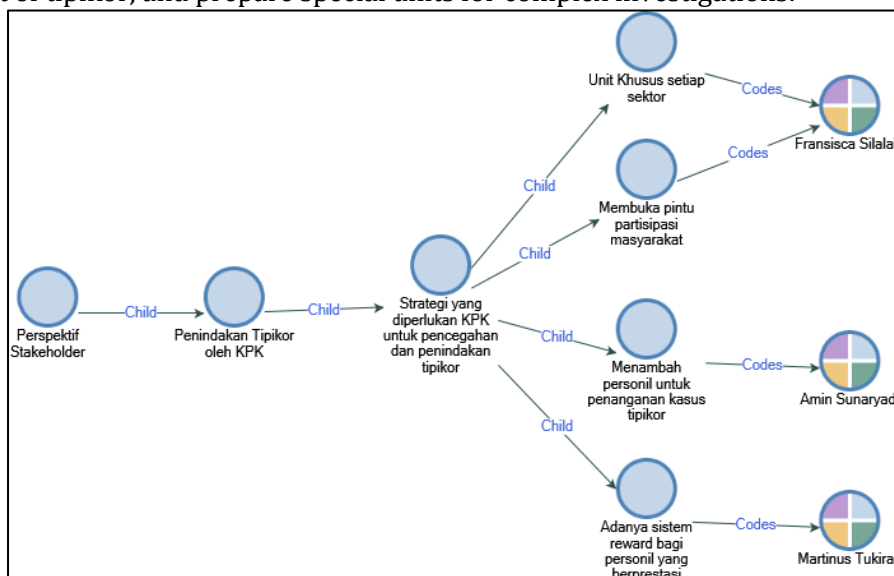 or tipikor, and prepare special units for complex investigations.
Unit Khusus setiap
sektor
Codes
Fransisca Silalal
Codes
Child
Membuka pintu
partisipasi
masyarakat
Child
Perspektif
Stakeholder
Child
Penindakan Tipikor
oleh KPK
Child
Strategi yang
diperlukan KPK
untuk pencegahan
dan penindakan
tipikor
Child
Menambah
personil untuk
penanganan kasus
tipikor
Codes
Amin Sunaryad
Child
Adanya sistem
reward bagi
personil yang
berprestasi
Codes
Martinus Tukira